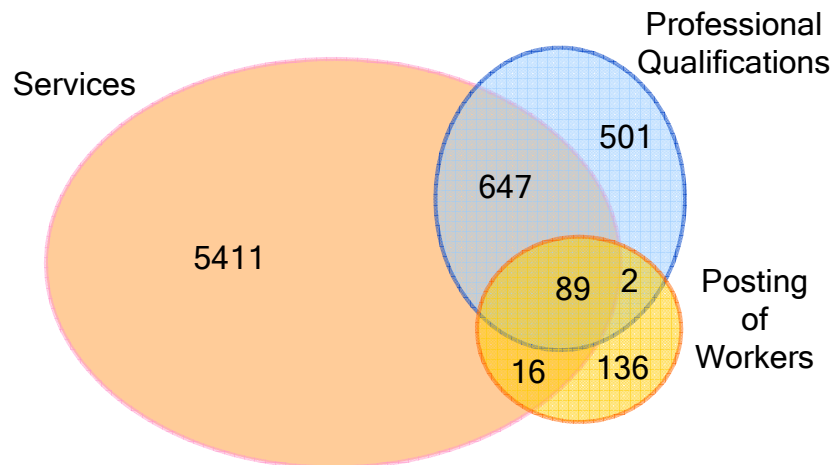 Professional
Qualifications
Services
501
647
5411
89
2
Posting
of
Workers
16
136